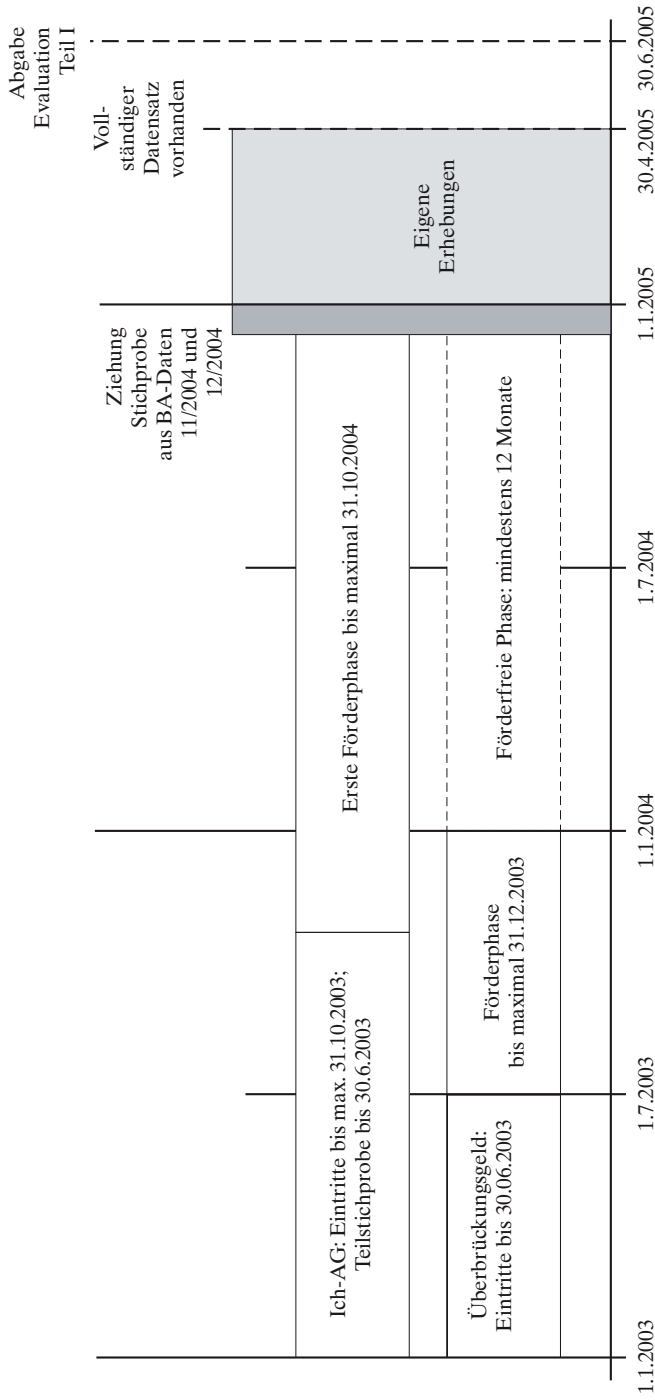 Abgabe
Evaluation
Teil I
Voll-
ständiger
Datensatz
vorhanden
Ziehung
Stichprobe
aus BA-Daten
11/2004 und
12/2004
Eigene
Erhebungen
Ich-AG: Eintritte bis max. 31.10.2003;
Teilstichprobe bis 30.6.2003
Erste Förderphase bis maximal 31.10.2004
Überbrückungsgeld:
Eintritte bis 30.06.2003
Förderphase
bis maximal 31.12.2003
Förderfreie Phase: mindestens 12 Monate
1.1.2003
1.7.2003
1.1.2004
1.7.2004
1.1.2005
30.4.2005
30.6.2005